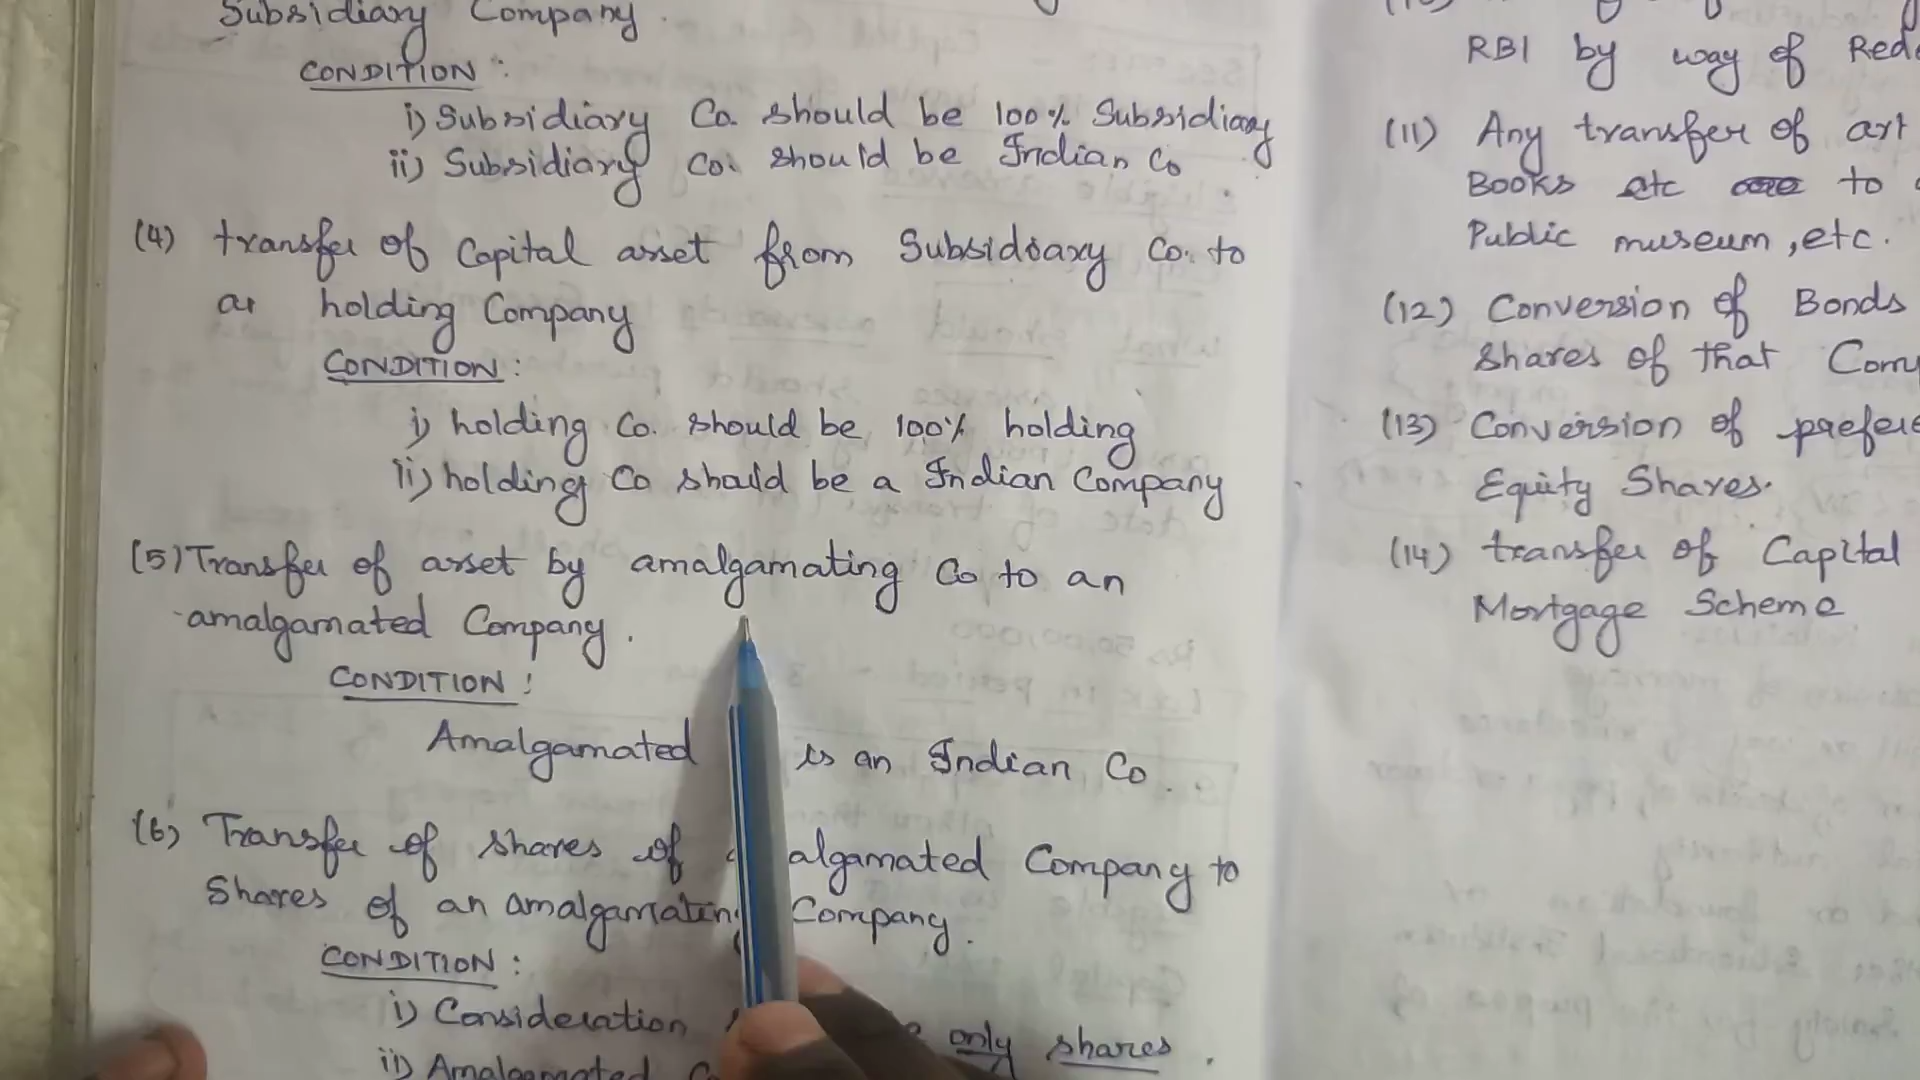 Subsidiary Company.
CONDITION :
i) Subsidiary Co. should be 100% Subsidiary
ii) Subsidiary Co. should be Indian Co
(4) transfer of Capital asset from Subsidiary Co. to
holding Company
CONDITION :
i) holding Co. should be 100% holding
ii) holding Co should be a Indian Company
(5) Transfer of asset by amalgamating Co to an
amalgamated Company.
CONDITION :
Amalgamated is an Indian Co.
(6) Transfer of shares of algamated Company to
Shares of an amalgamating Company.
CONDITION :
i) Consideration only shares.
ii) Amalgamated
RBI by way of
(11) Any transfer of art
Books etc to
Public museum, etc.
(12) Conversion of Bonds
shares of that
(13) Conversion of
Equity Shares.
(14) transfer of Capital
Mortgage Scheme